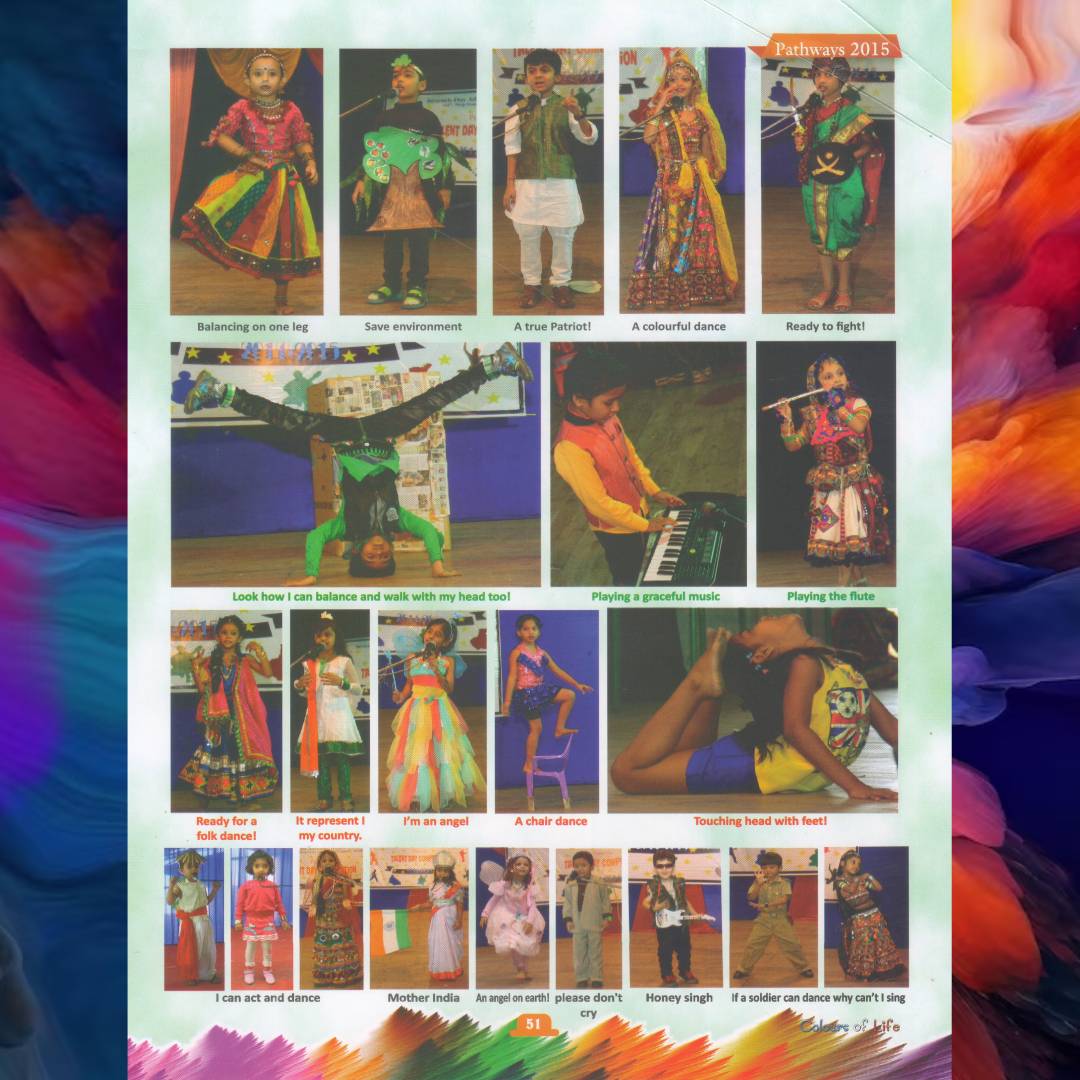 Pathways 2015
Balancing on one leg
Save environment
A true Patriot!
A colourful dance
Ready to fight!
Look how I can balance and walk with my head too!
Playing a graceful music
Playing the flute
Ready for a
folk dance!
It represent I
my country.
I'm an angel
A chair dance
Touching head with feet!
I can act and dance
Mother India
An angel on earth!
please don't
cry
Honey singh
If a soldier can dance why can't I sing
51
Colours of Life